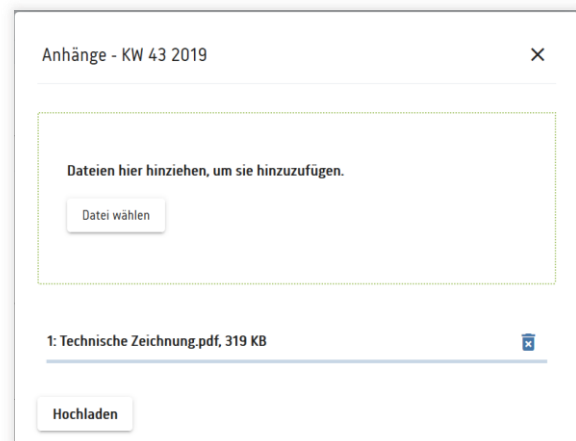 Anhänge - KW 43 2019
Dateien hier hinziehen, um sie hinzuzufügen.
Datei wählen
1: Technische Zeichnung.pdf, 319 KB
Hochladen